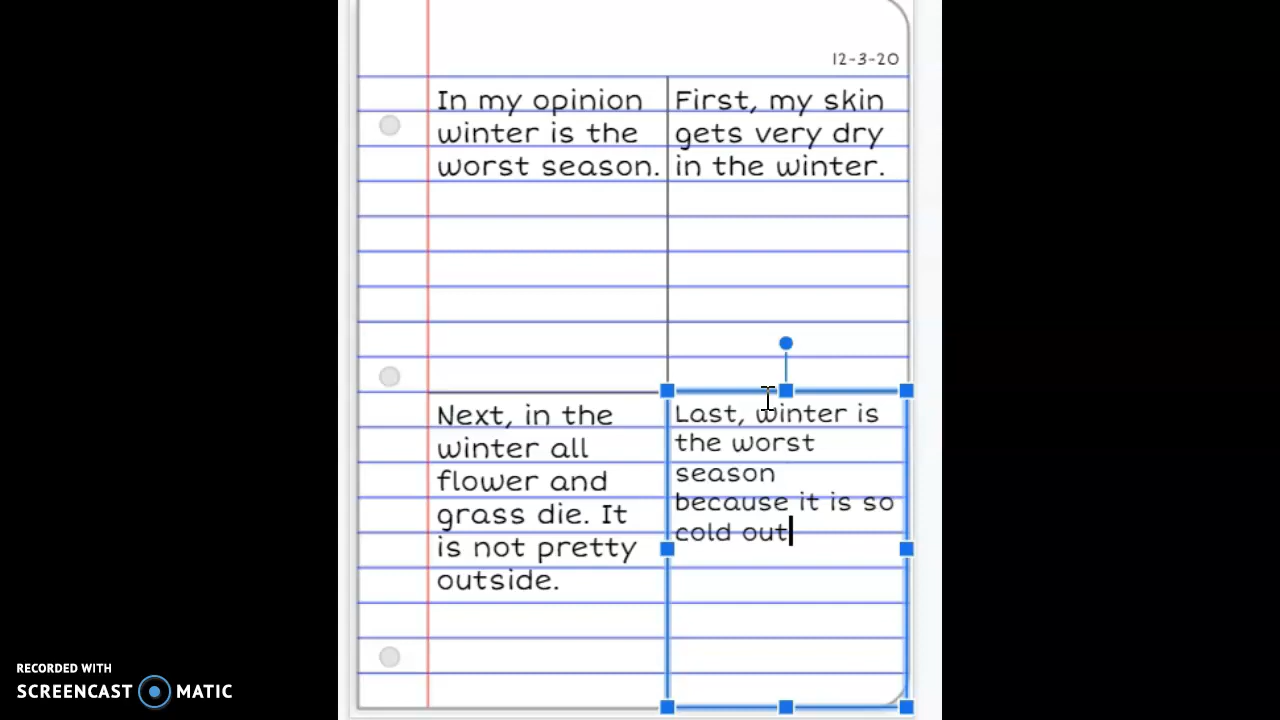 12-3-20
In my opinion
winter is the
worst season.
First, my skin
gets very dry
in the winter.
Next, in the
winter all
flower and
grass die. It
is not pretty
outside.
Last, winter is
the worst
season
because it is so
cold out
RECORDED WITH
SCREENCAST MATIC